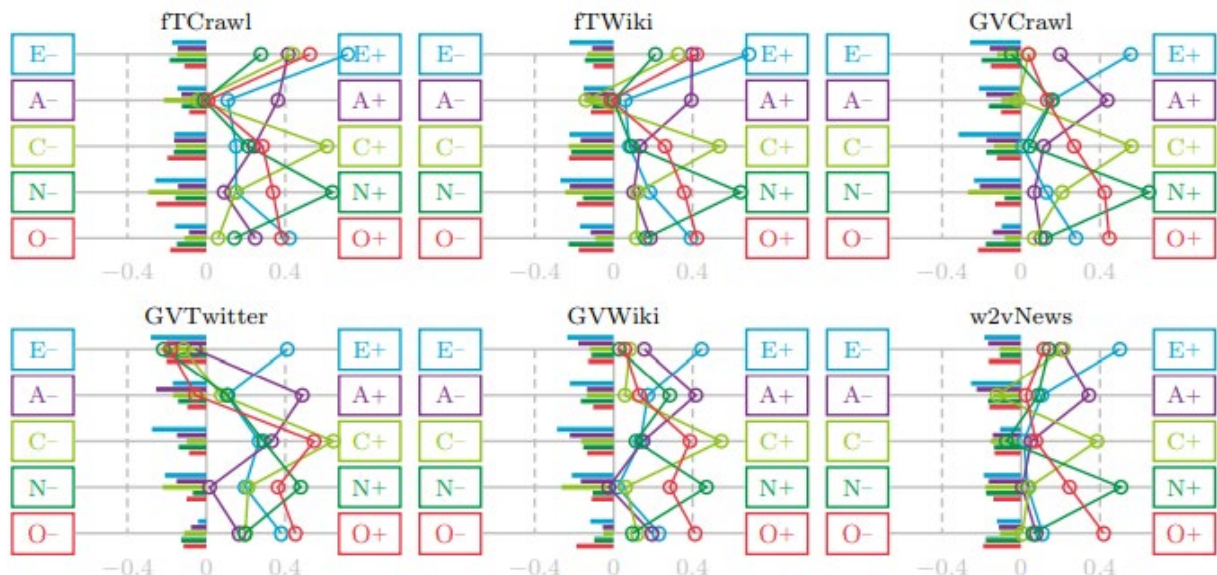 fTCrawl fTWiki GVCrawl
E– E+ E– E+ E– E+
A– A+ A– A+ A– A+
C– C+ C– C+ C– C+
N– N+ N– N+ N– N+
O– O+ O– O+ O– O+
−0.4 0 0.4 −0.4 0 0.4 −0.4 0 0.4
GVTwitter GVWiki w2vNews
E– E+ E– E+ E– E+
A– A+ A– A+ A– A+
C– C+ C– C+ C– C+
N– N+ N– N+ N– N+
O– O+ O– O+ O– O+
−0.4 0 0.4 −0.4 0 0.4 −0.4 0 0.4